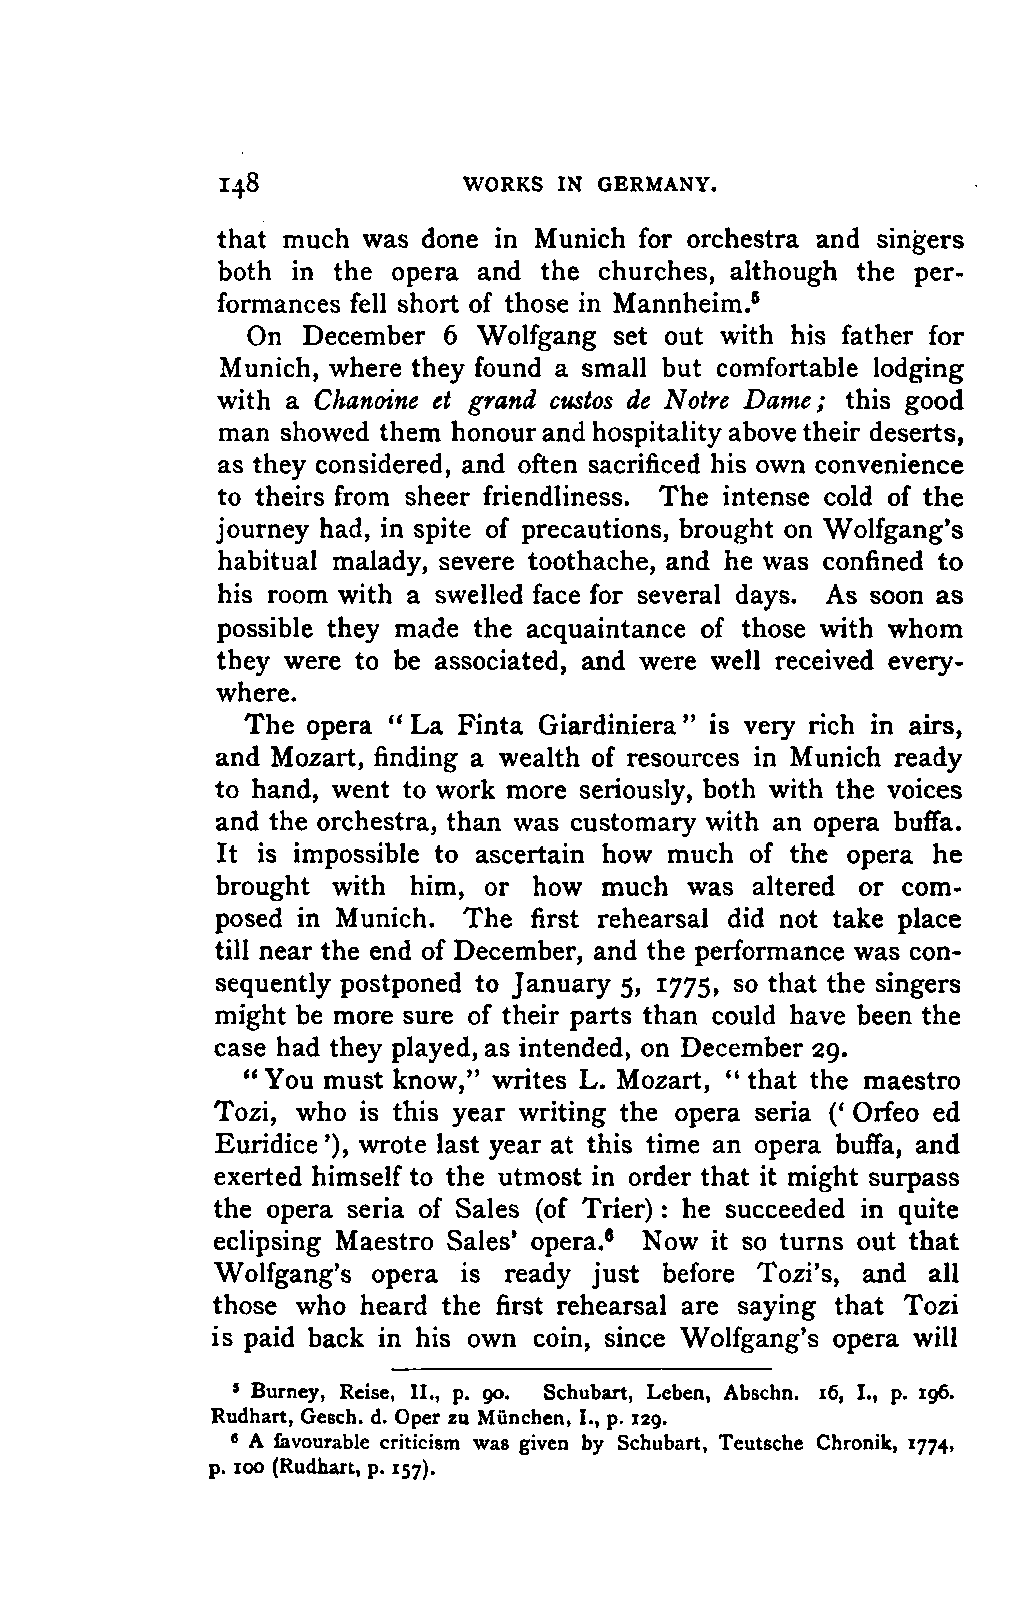 148 WORKS IN GERMANY.
that much was done in Munich for orchestra and singers
both in the opera and the churches, although the per-
formances fell short of those in Mannheim.⁵
On December 6 Wolfgang set out with his father for
Munich, where they found a small but comfortable lodging
with a Chanoine et grand custos de Notre Dame; this good
man showed them honour and hospitality above their deserts,
as they considered, and often sacrificed his own convenience
to theirs from sheer friendliness. The intense cold of the
journey had, in spite of precautions, brought on Wolfgang's
habitual malady, severe toothache, and he was confined to
his room with a swelled face for several days. As soon as
possible they made the acquaintance of those with whom
they were to be associated, and were well received every-
where.
The opera "La Finta Giardiniera" is very rich in airs,
and Mozart, finding a wealth of resources in Munich ready
to hand, went to work more seriously, both with the voices
and the orchestra, than was customary with an opera buffa.
It is impossible to ascertain how much of the opera he
brought with him, or how much was altered or com-
posed in Munich. The first rehearsal did not take place
till near the end of December, and the performance was con-
sequently postponed to January 5, 1775, so that the singers
might be more sure of their parts than could have been the
case had they played, as intended, on December 29.
"You must know," writes L. Mozart, "that the maestro
Tozi, who is this year writing the opera seria ('Orfeo ed
Euridice'), wrote last year at this time an opera buffa, and
exerted himself to the utmost in order that it might surpass
the opera seria of Sales (of Trier): he succeeded in quite
eclipsing Maestro Sales' opera.⁶ Now it so turns out that
Wolfgang's opera is ready just before Tozi's, and all
those who heard the first rehearsal are saying that Tozi
is paid back in his own coin, since Wolfgang's opera will
⁵ Burney, Reise, II., p. 90. Schubart, Leben, Abschn. 16, I., p. 196.
Rudhart, Gesch. d. Oper zu München, I., p. 129.
⁶ A favourable criticism was given by Schubart, Teutsche Chronik, 1774,
p. 100 (Rudhart, p. 157).